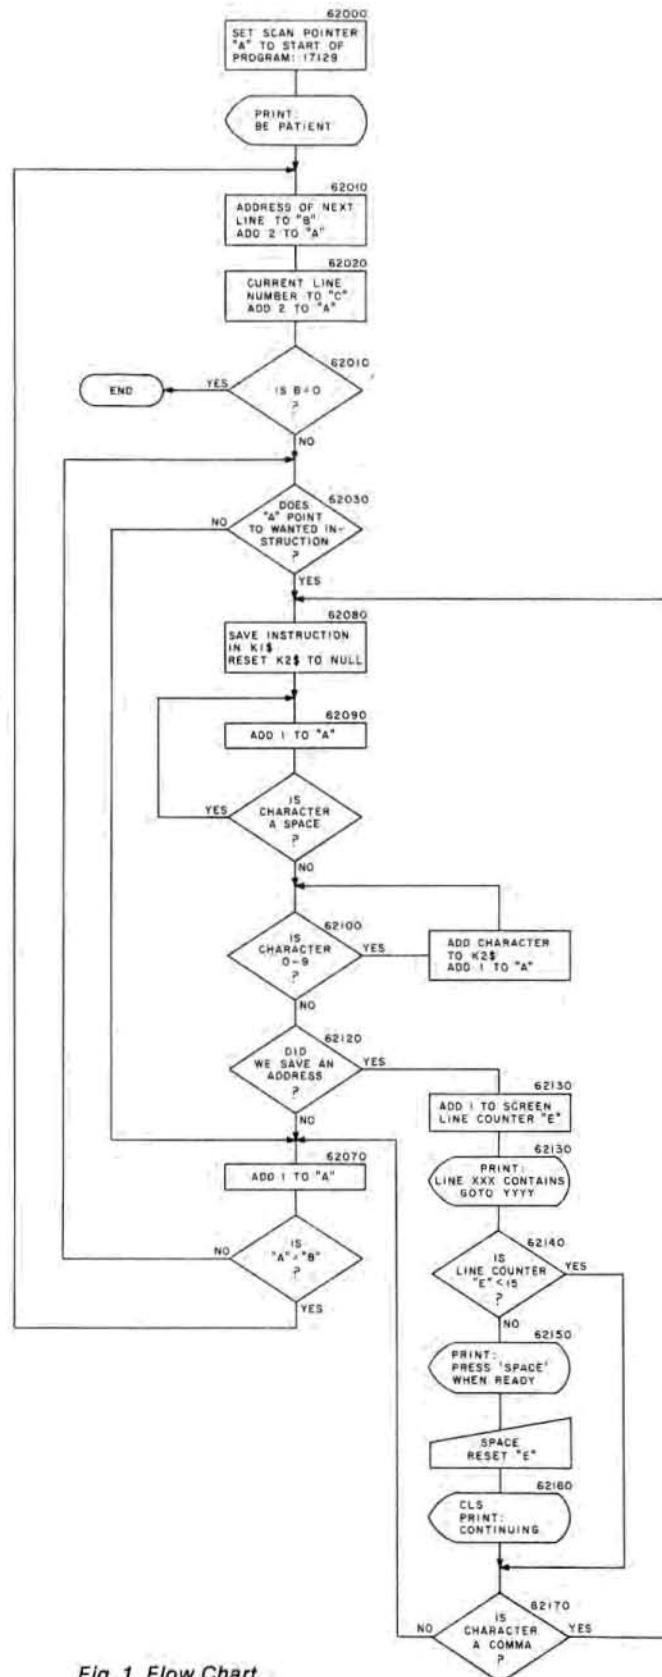 62000
SET SCAN POINTER
"A" TO START OF
PROGRAM: 17129
PRINT:
BE PATIENT
62010
ADDRESS OF NEXT
LINE TO "B"
ADD 2 TO "A"
62020
CURRENT LINE
NUMBER TO "C"
ADD 2 TO "A"
62010
IS B=0
?
YES
END
NO
62030
DOES
"A" POINT
TO WANTED IN-
STRUCTION
?
NO
YES
62080
SAVE INSTRUCTION
IN K1$
RESET K2$ TO NULL
62090
ADD 1 TO "A"
IS
CHARACTER
A SPACE
?
YES
NO
62100
IS
CHARACTER
0-9
?
YES
ADD CHARACTER
TO K2$
ADD 1 TO "A"
NO
62120
DID
WE SAVE AN
ADDRESS
?
YES
NO
62130
ADD 1 TO SCREEN
LINE COUNTER "E"
62130
PRINT:
LINE XXX CONTAINS
GOTO YYYY
62070
ADD 1 TO "A"
IS
"A"="B"
?
NO
YES
62140
IS
LINE COUNTER
"E"<15
?
YES
NO
62150
PRINT:
PRESS 'SPACE'
WHEN READY
SPACE
RESET "E"
62160
CLS
PRINT:
CONTINUING
62170
IS
CHARACTER
A COMMA
?
NO
YES
Fig. 1. Flow Chart